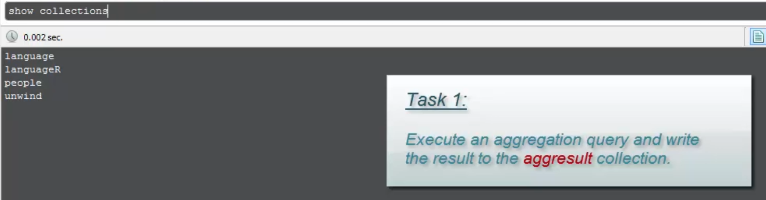 show collections
0.002 sec.
language
languageR
people
unwind
Task 1:
Execute an aggregation query and write
the result to the aggresult collection.